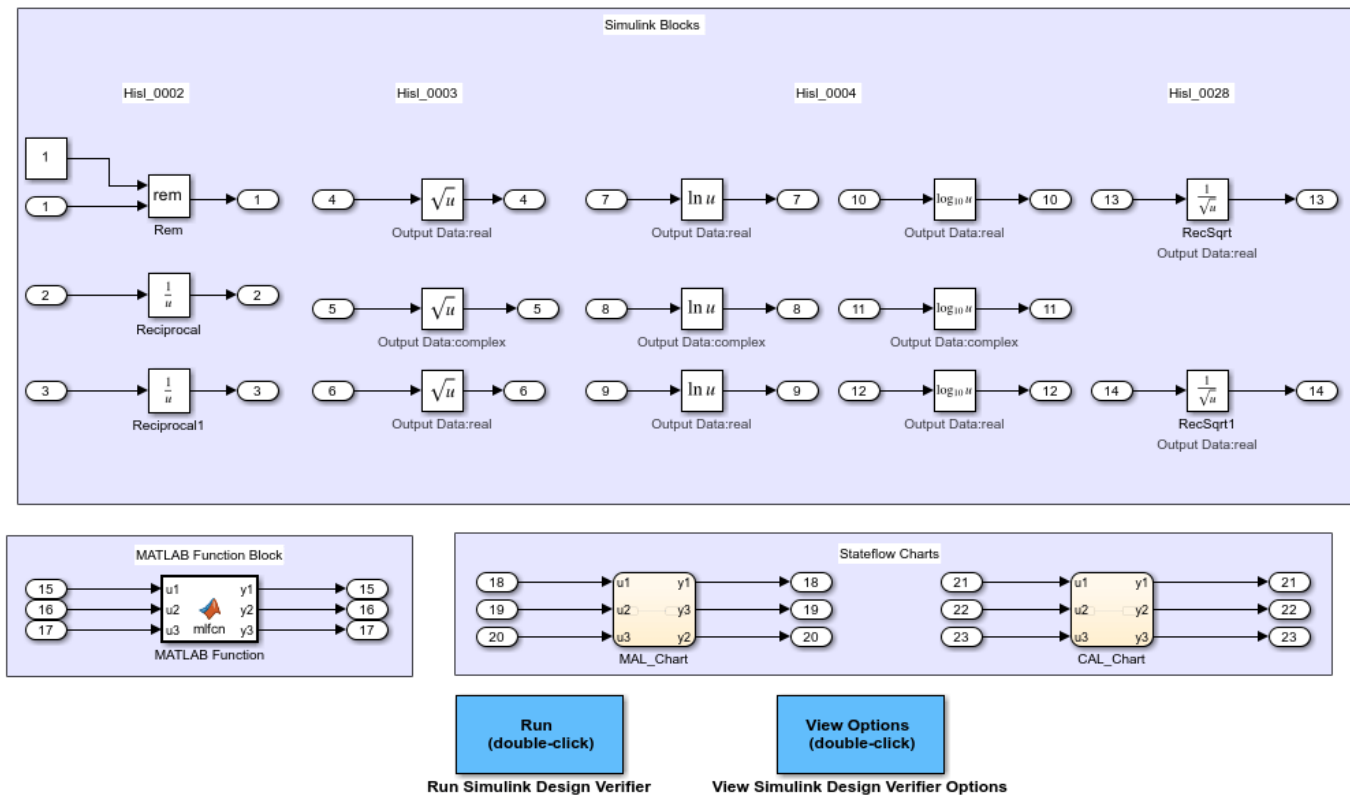 Simulink Blocks
Hisl_0002 Hisl_0003 Hisl_0004 Hisl_0028
1
1 rem 1 4 √u 4 7 ln u 7 10 log10 u 10 13 1/√u 13
Rem Output Data:real Output Data:real Output Data:real RecSqrt
Output Data:real
2 1/u 2 5 √u 5 8 ln u 8 11 log10 u 11
Reciprocal Output Data:complex Output Data:complex Output Data:complex
3 1/u 3 6 √u 6 9 ln u 9 12 log10 u 12 14 1/√u 14
Reciprocal1 Output Data:real Output Data:real Output Data:real RecSqrt1
Output Data:real
MATLAB Function Block
15 u1 y1 15
16 u2 y2 16
17 u3 mlfcn y3 17
MATLAB Function
Stateflow Charts
18 u1 y1 18 21 u1 y1 21
19 u2 y3 19 22 u2 y2 22
20 u3 y2 20 23 u3 y3 23
MAL_Chart CAL_Chart
Run
(double-click)
Run Simulink Design Verifier
View Options
(double-click)
View Simulink Design Verifier Options